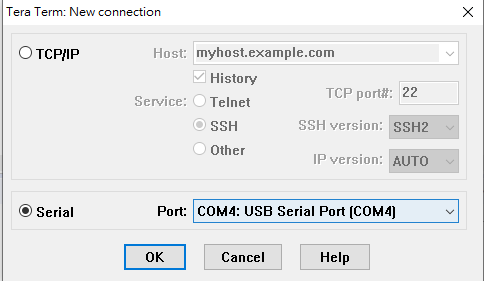 Tera Term: New connection
TCP/IP Host: myhost.example.com
History
Service: Telnet TCP port#: 22
SSH SSH version: SSH2
Other IP version: AUTO
Serial Port: COM4: USB Serial Port (COM4)
OK Cancel Help